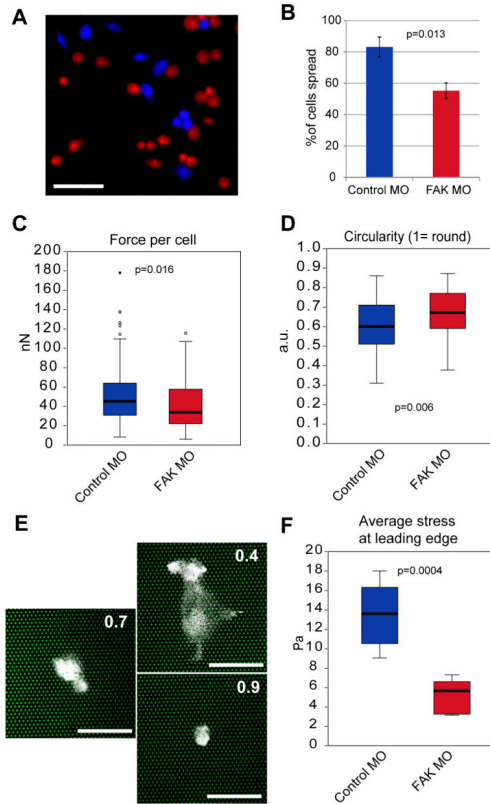 A
B
p=0.013
%of cells spread
100
80
60
40
20
0
Control MO
FAK MO
C
Force per cell
p=0.016
nN
200
180
160
140
120
100
80
60
40
20
0
Control MO
FAK MO
D
Circularity (1= round)
a.u.
1.0
0.9
0.8
0.7
0.6
0.5
0.4
0.3
0.2
0.1
0.0
p=0.006
Control MO
FAK MO
E
0.7
0.4
0.9
F
Average stress
at leading edge
p=0.0004
Pa
20
18
16
14
12
10
8
6
4
2
0
Control MO
FAK MO